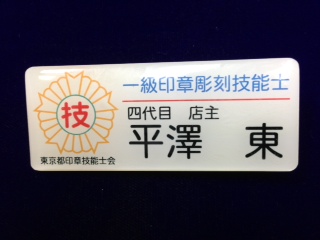 一級印章彫刻技能士
四代目 店主
平澤 東
技
東京都印章技能士会